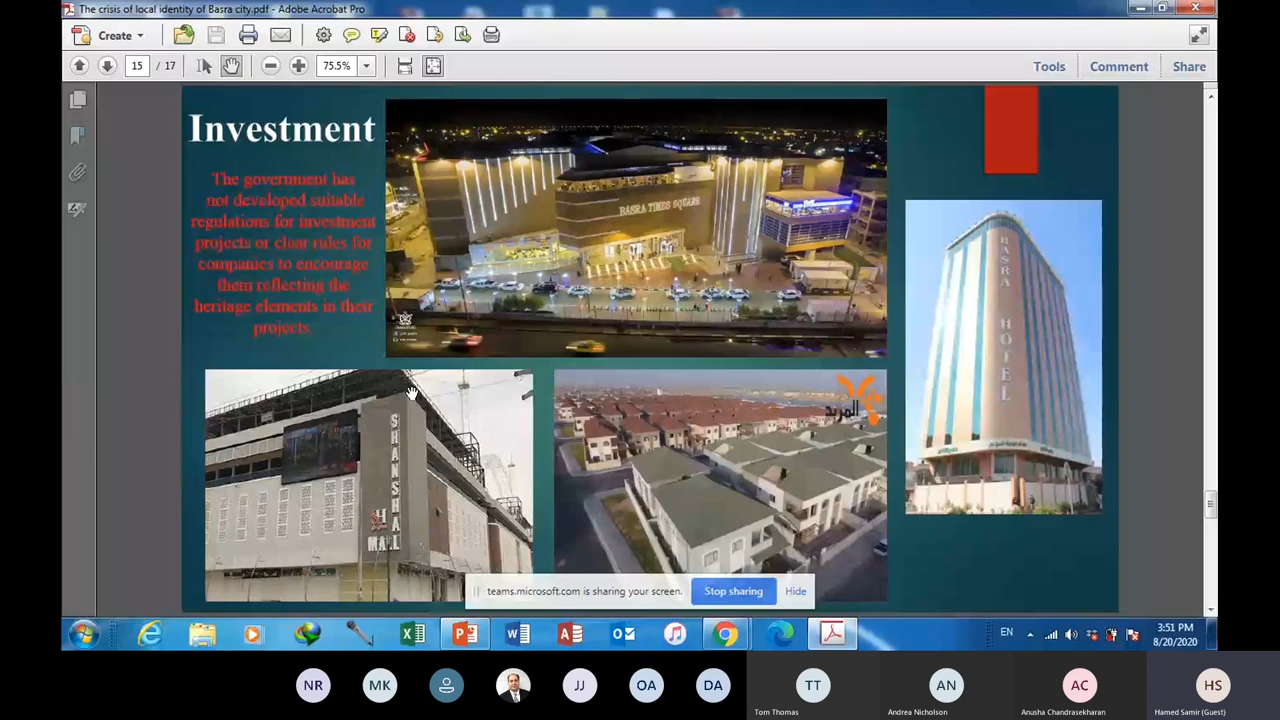 The crisis of local identity of Basra city.pdf - Adobe Acrobat Pro
Create
15 / 17
75.5%
Tools
Comment
Share
Investment
The government has
not developed suitable
regulations for investment
projects or clear rules for
companies to encourage
them reflecting the
heritage elements in their
projects.
BASRA TIMES SQUARE
BASRA HOTEL
SHANSHAL
MALL
المربد
teams.microsoft.com is sharing your screen.
Stop sharing
Hide
EN
3:51 PM
8/20/2020
NR
MK
JJ
OA
DA
TT
AN
AC
HS
Tom Thomas
Andrea Nicholson
Anusha Chandrasekharan
Hamed Samir (Guest)